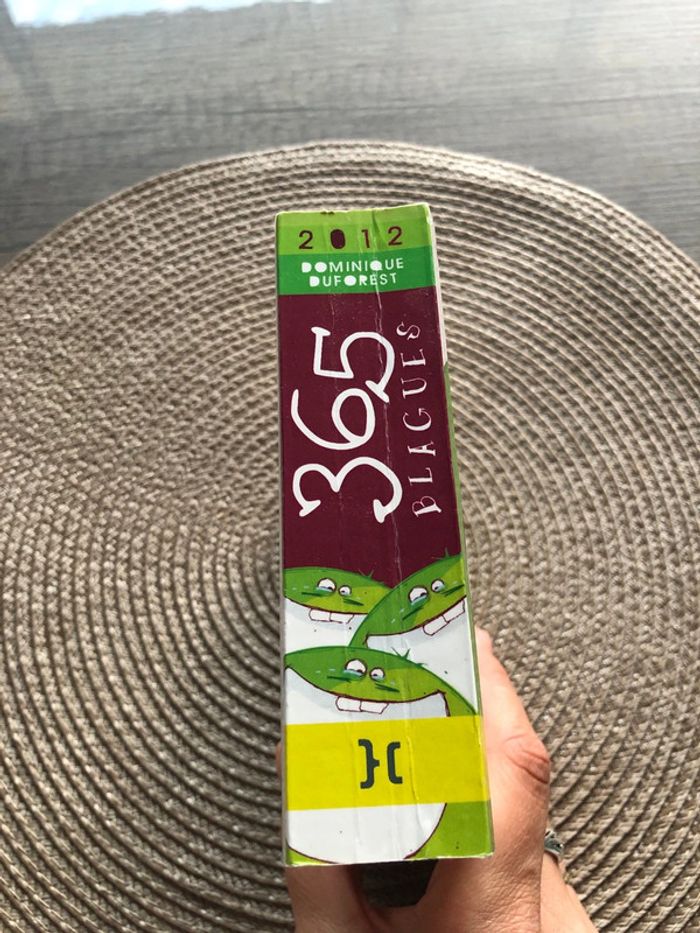 2012
DOMINIQUE
DUFOREST
365
BLAGUES